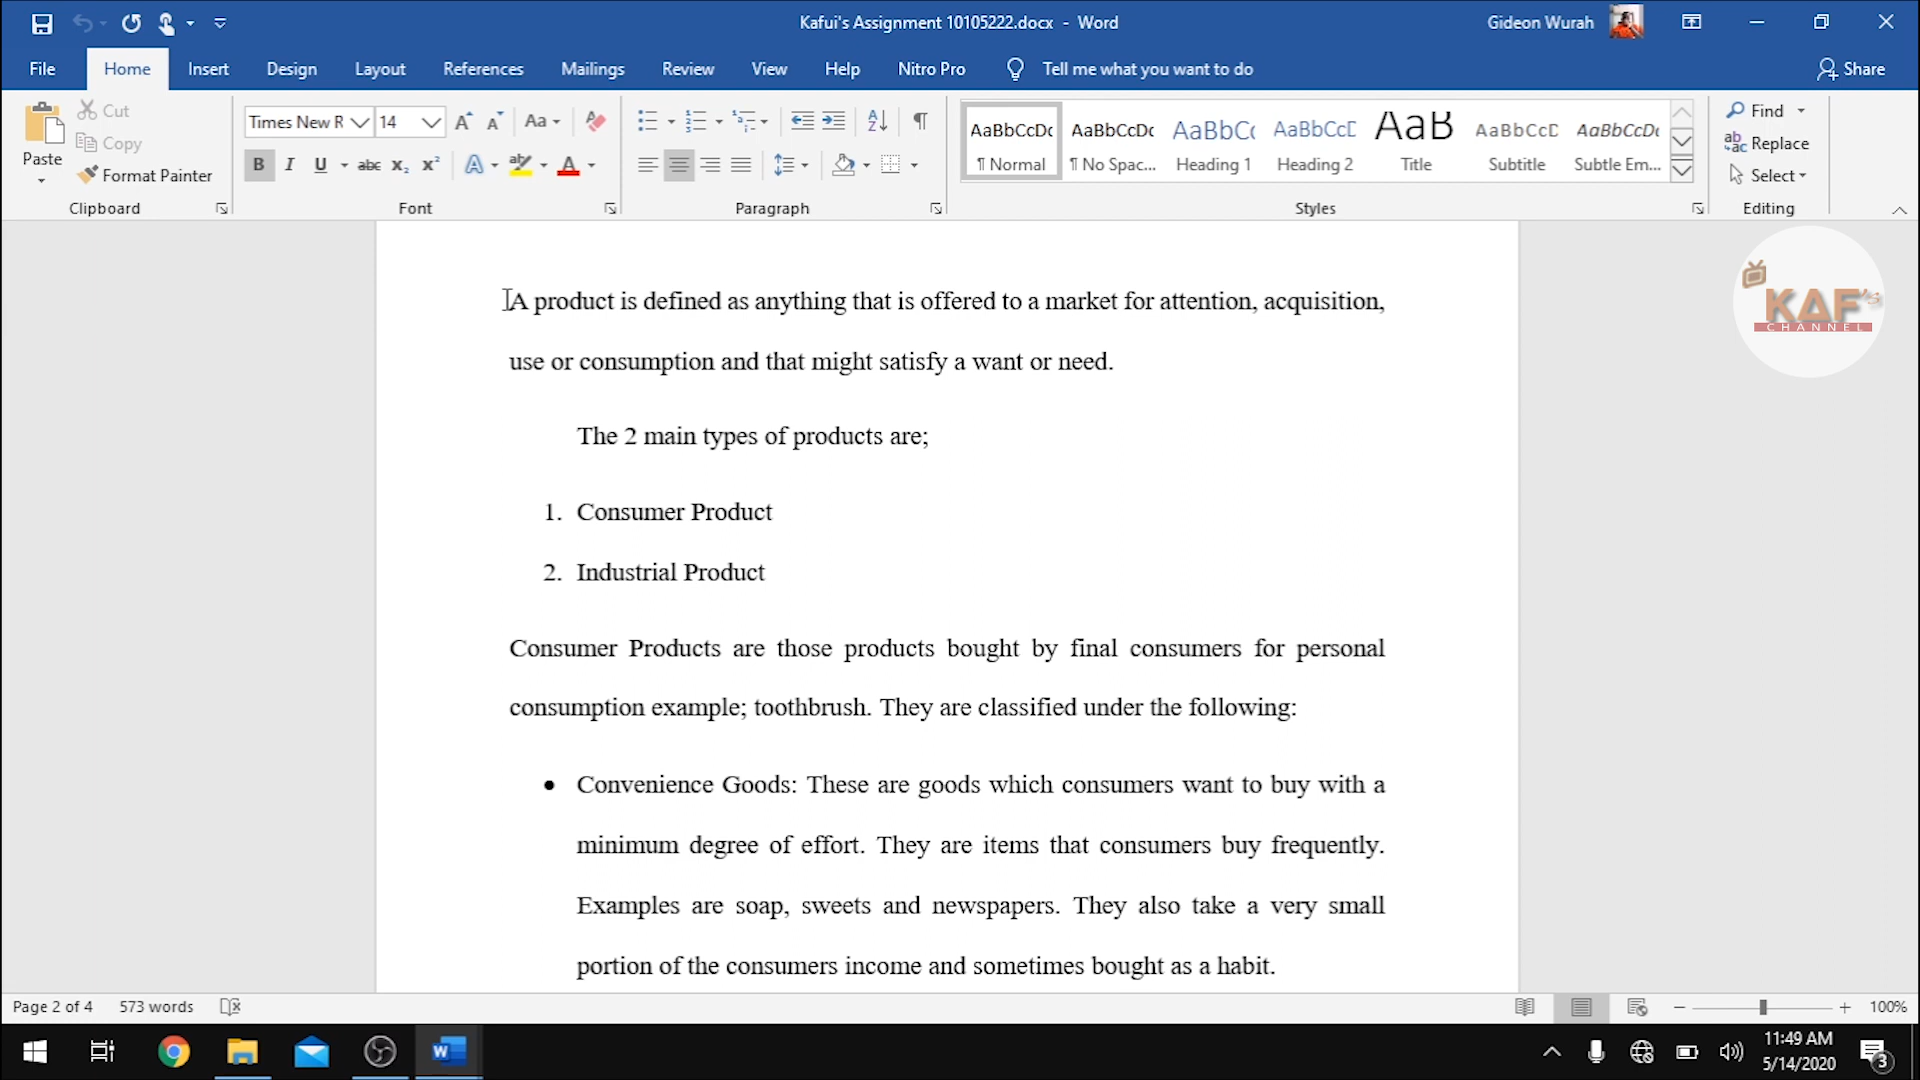 Kafui's Assignment 10105222.docx - Word
Gideon Wurah
File Home Insert Design Layout References Mailings Review View Help Nitro Pro Tell me what you want to do Share
Paste
Cut
Copy
Format Painter
Clipboard
Times New R 14
Aa
B I U abc x₂ x² A ab A
Font
Paragraph
AaBbCcDc AaBbCcDc AaBbCc AaBbCcD AaB AaBbCcD AaBbCcDc
¶ Normal ¶ No Spac... Heading 1 Heading 2 Title Subtitle Subtle Em...
Styles
Find
Replace
Select
Editing
KAF's
CHANNEL
A product is defined as anything that is offered to a market for attention, acquisition,
use or consumption and that might satisfy a want or need.
The 2 main types of products are;
1. Consumer Product
2. Industrial Product
Consumer Products are those products bought by final consumers for personal
consumption example; toothbrush. They are classified under the following:
• Convenience Goods: These are goods which consumers want to buy with a
minimum degree of effort. They are items that consumers buy frequently.
Examples are soap, sweets and newspapers. They also take a very small
portion of the consumers income and sometimes bought as a habit.
Page 2 of 4 573 words
100%
11:49 AM
5/14/2020
3